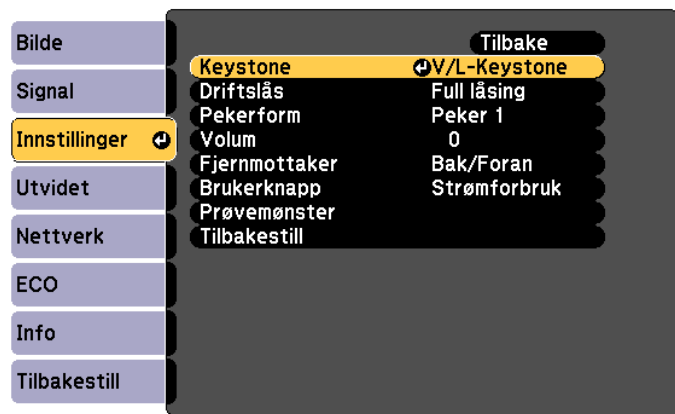 Bilde
Signal
Innstillinger
Utvidet
Nettverk
ECO
Info
Tilbakestill
Tilbake
Keystone V/L-Keystone
Driftslås Full låsing
Pekerform Peker 1
Volum 0
Fjernmottaker Bak/Foran
Brukerknapp Strømforbruk
Prøvemønster
Tilbakestill